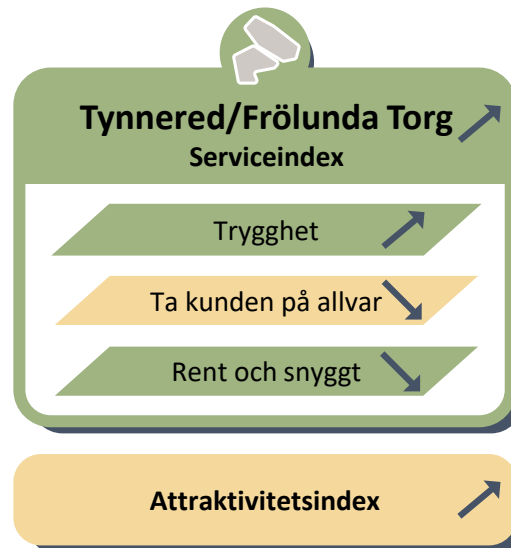 Tynnered/Frölunda Torg
Serviceindex
Trygghet
Ta kunden på allvar
Rent och snyggt
Attraktivitetsindex